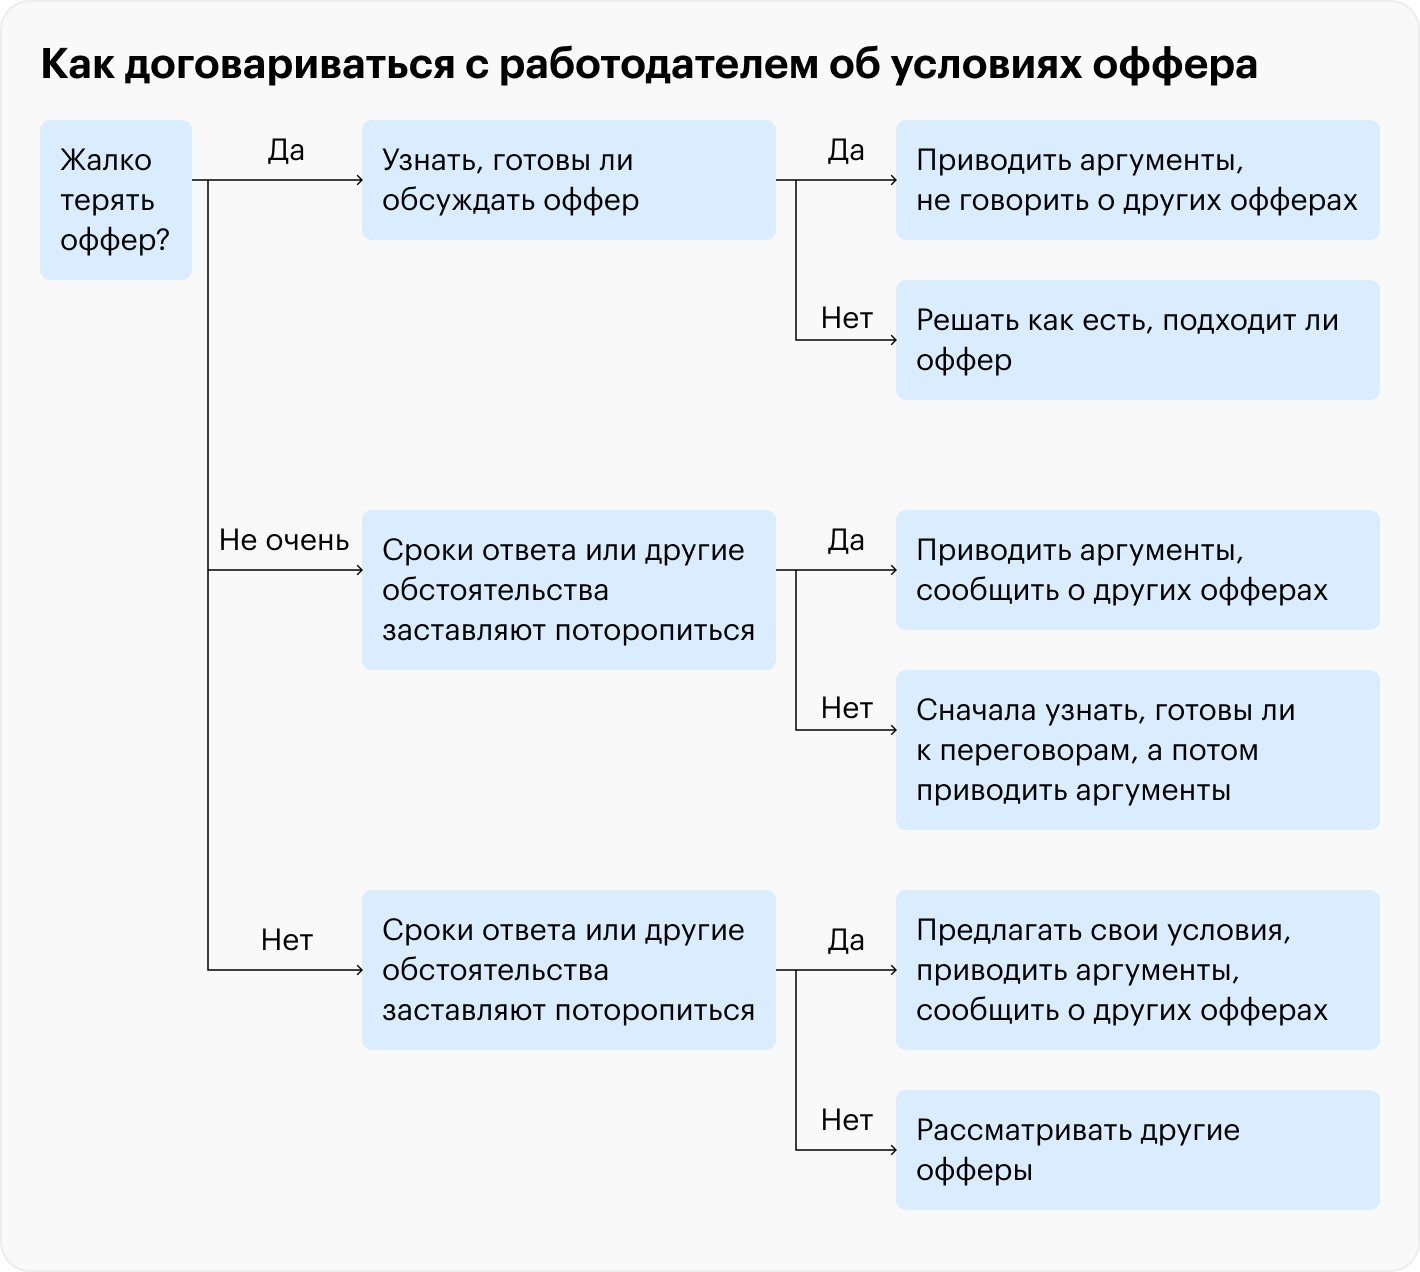 Как договариваться с работодателем об условиях оффера
Жалко
терять
оффер?
Да
Узнать, готовы ли
обсуждать оффер
Да
Приводить аргументы,
не говорить о других офферах
Нет
Решать как есть, подходит ли
оффер
Не очень
Сроки ответа или другие
обстоятельства
заставляют поторопиться
Да
Приводить аргументы,
сообщить о других офферах
Нет
Сначала узнать, готовы ли
к переговорам, а потом
приводить аргументы
Нет
Сроки ответа или другие
обстоятельства
заставляют поторопиться
Да
Предлагать свои условия,
приводить аргументы,
сообщить о других офферах
Нет
Рассматривать другие
офферы